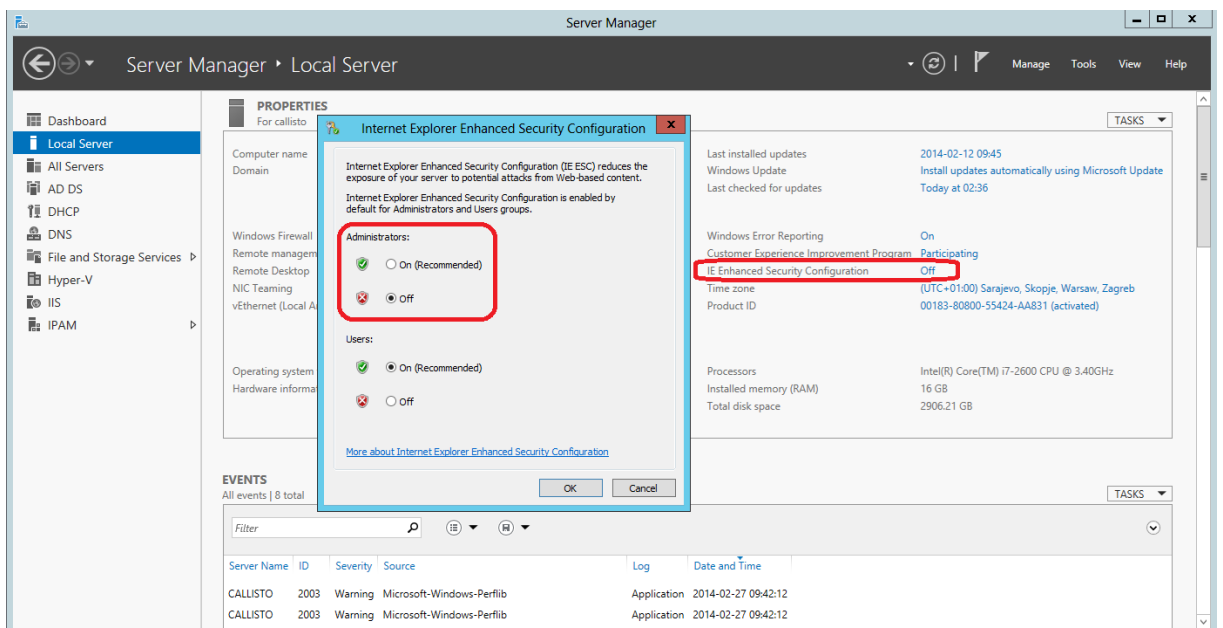 Server Manager
Server Manager • Local Server
Manage Tools View Help
Dashboard
Local Server
All Servers
AD DS
DHCP
DNS
File and Storage Services
Hyper-V
IIS
IPAM
PROPERTIES
For callisto
TASKS
Computer name
Domain
Windows Firewall
Remote managem
Remote Desktop
NIC Teaming
vEthernet (Local A
Operating system
Hardware informa
Internet Explorer Enhanced Security Configuration
Internet Explorer Enhanced Security Configuration (IE ESC) reduces the
exposure of your server to potential attacks from Web-based content.
Internet Explorer Enhanced Security Configuration is enabled by
default for Administrators and Users groups.
Administrators:
On (Recommended)
Off
Users:
On (Recommended)
Off
More about Internet Explorer Enhanced Security Configuration
OK Cancel
Last installed updates 2014-02-12 09:45
Windows Update Install updates automatically using Microsoft Update
Last checked for updates Today at 02:36
Windows Error Reporting On
Customer Experience Improvement Program Participating
IE Enhanced Security Configuration Off
Time zone (UTC+01:00) Sarajevo, Skopje, Warsaw, Zagreb
Product ID 00183-80800-55424-AA831 (activated)
Processors Intel(R) Core(TM) i7-2600 CPU @ 3.40GHz
Installed memory (RAM) 16 GB
Total disk space 2906.21 GB
EVENTS
All events | 8 total
TASKS
Filter
Server Name ID Severity Source Log Date and Time
CALLISTO 2003 Warning Microsoft-Windows-Perflib Application 2014-02-27 09:42:12
CALLISTO 2003 Warning Microsoft-Windows-Perflib Application 2014-02-27 09:42:12